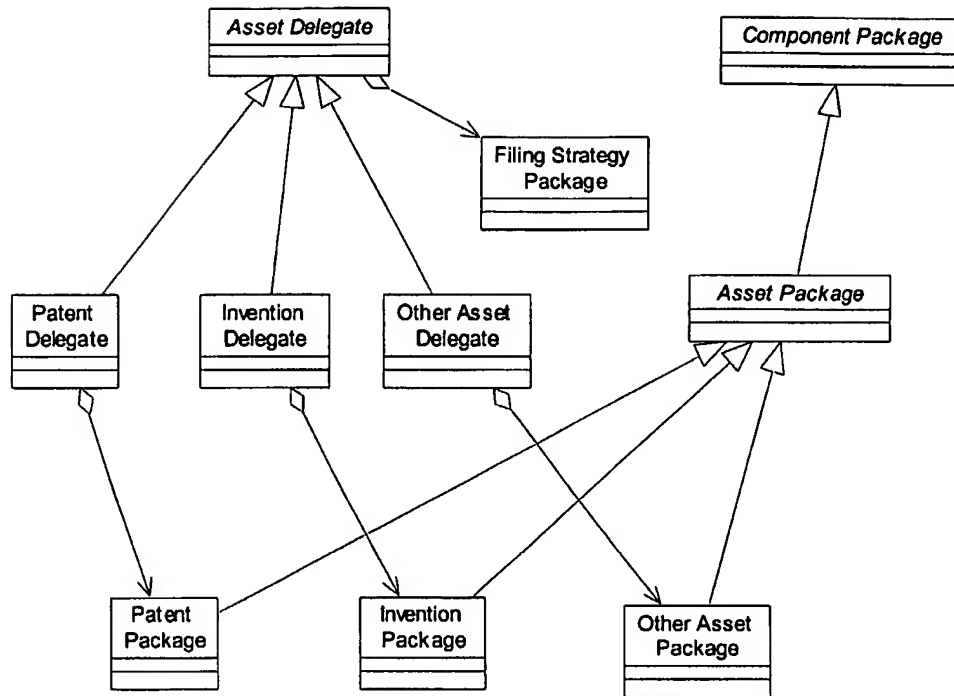 Asset Delegate
Component Package
Filing Strategy
Package
Patent
Delegate
Invention
Delegate
Other Asset
Delegate
Asset Package
Patent
Package
Invention
Package
Other Asset
Package